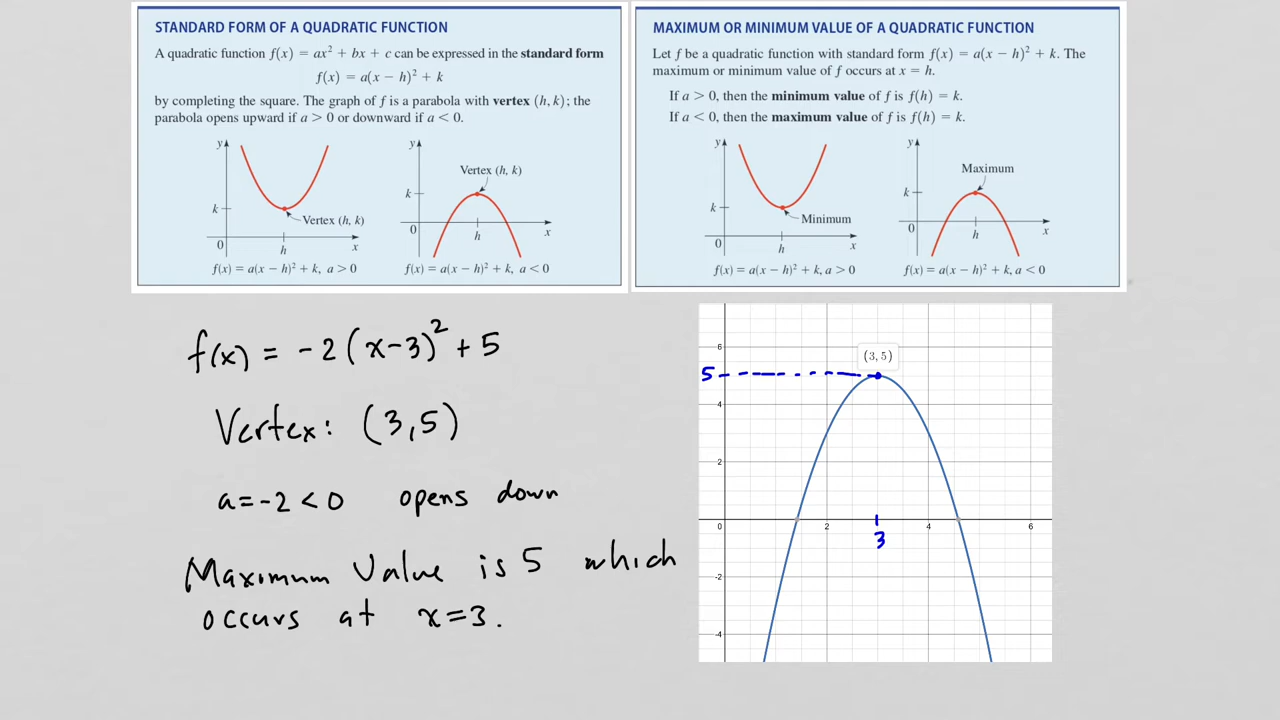 STANDARD FORM OF A QUADRATIC FUNCTION
A quadratic function f(x) = ax² + bx + c can be expressed in the standard form
f(x) = a(x − h)² + k
by completing the square. The graph of f is a parabola with vertex (h, k); the
parabola opens upward if a > 0 or downward if a < 0.
y
k
Vertex (h, k)
0
h
x
f(x) = a(x − h)² + k, a > 0
y
Vertex (h, k)
k
0
h
x
f(x) = a(x − h)² + k, a < 0
MAXIMUM OR MINIMUM VALUE OF A QUADRATIC FUNCTION
Let f be a quadratic function with standard form f(x) = a(x − h)² + k. The
maximum or minimum value of f occurs at x = h.
If a > 0, then the minimum value of f is f(h) = k.
If a < 0, then the maximum value of f is f(h) = k.
y
k
Minimum
0
h
x
f(x) = a(x − h)² + k, a > 0
y
Maximum
k
0
h
x
f(x) = a(x − h)² + k, a < 0
f(x) = -2(x-3)² + 5
Vertex: (3,5)
a=-2 < 0 opens down
Maximum Value is 5 which
occurs at x=3.
6
(3, 5)
5
4
2
0
2
4
6
3
-2
-4